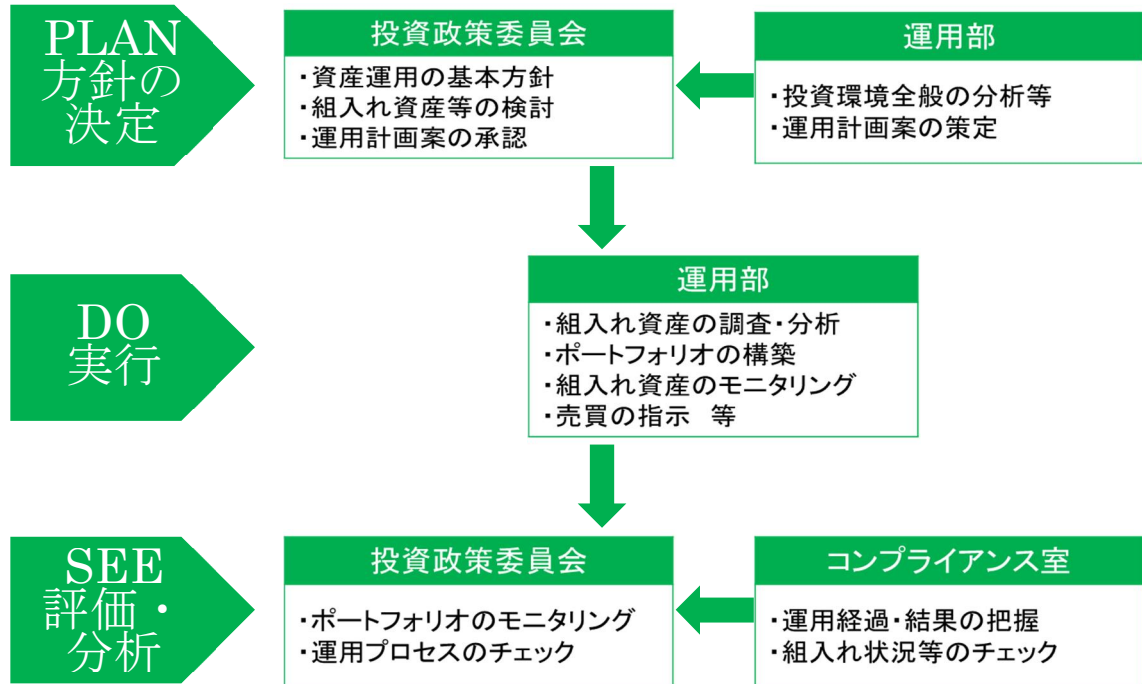 PLAN
方針の
決定
投資政策委員会
・資産運用の基本方針
・組入れ資産等の検討
・運用計画案の承認
運用部
・投資環境全般の分析等
・運用計画案の策定
DO
実行
運用部
・組入れ資産の調査・分析
・ポートフォリオの構築
・組入れ資産のモニタリング
・売買の指示　等
SEE
評価・
分析
投資政策委員会
・ポートフォリオのモニタリング
・運用プロセスのチェック
コンプライアンス室
・運用経過・結果の把握
・組入れ状況等のチェック